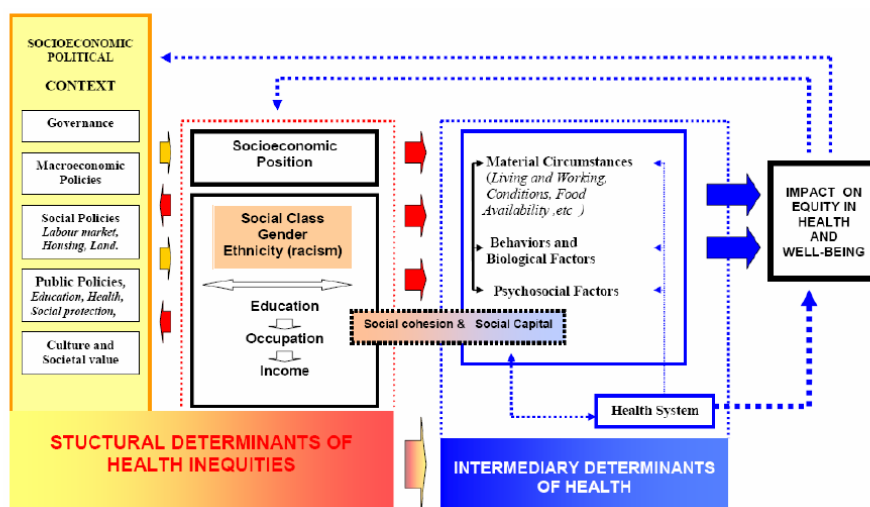 SOCIOECONOMIC
POLITICAL
CONTEXT
Governance
Macroeconomic
Policies
Social Policies
Labour market,
Housing, Land.
Public Policies,
Education, Health,
Social protection,
Culture and
Societal value
Socioeconomic
Position
Social Class
Gender
Ethnicity (racism)
Education
Occupation
Income
Social cohesion & Social Capital
Material Circumstances
(Living and Working,
Conditions, Food
Availability ,etc )
Behaviors and
Biological Factors
Psychosocial Factors
Health System
IMPACT ON
EQUITY IN
HEALTH
AND
WELL-BEING
STUCTURAL DETERMINANTS OF
HEALTH INEQUITIES
INTERMEDIARY DETERMINANTS
OF HEALTH